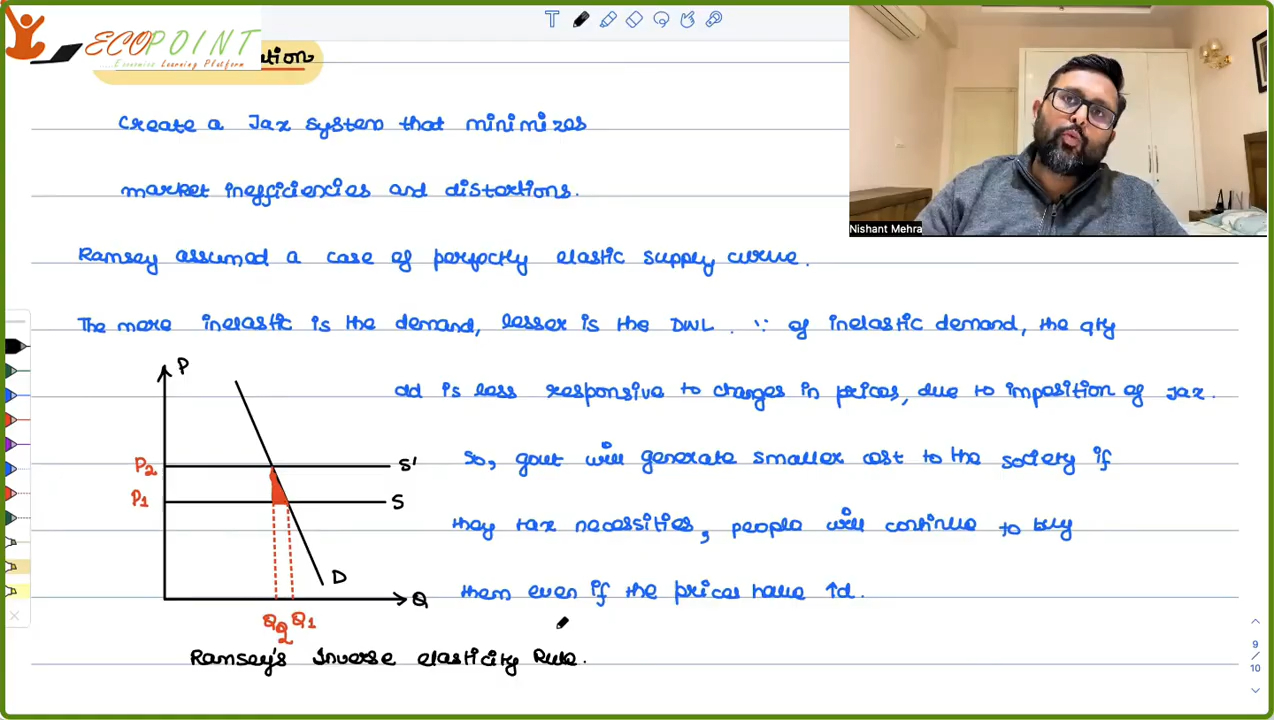 ECOPOINT
...Economics Learning Platform
tion
Create a Tax system that minimizes
market inefficiencies and distortions.
Ramsey assumed a case of perfectly elastic supply curve.
The more inelastic is the demand, lesser is the DWL. ∵ of inelastic demand, the qty
dd is less responsive to changes in prices, due to imposition of Tax.
So, govt will generate smaller cost to the society if
they tax necessities, people will continue to buy
them even if the prices have ↑d.
P
P2
S'
P1
S
D
Q
Q2 Q1
Ramsey's Inverse elasticity Rule.
Nishant Mehra
T
9
/
10